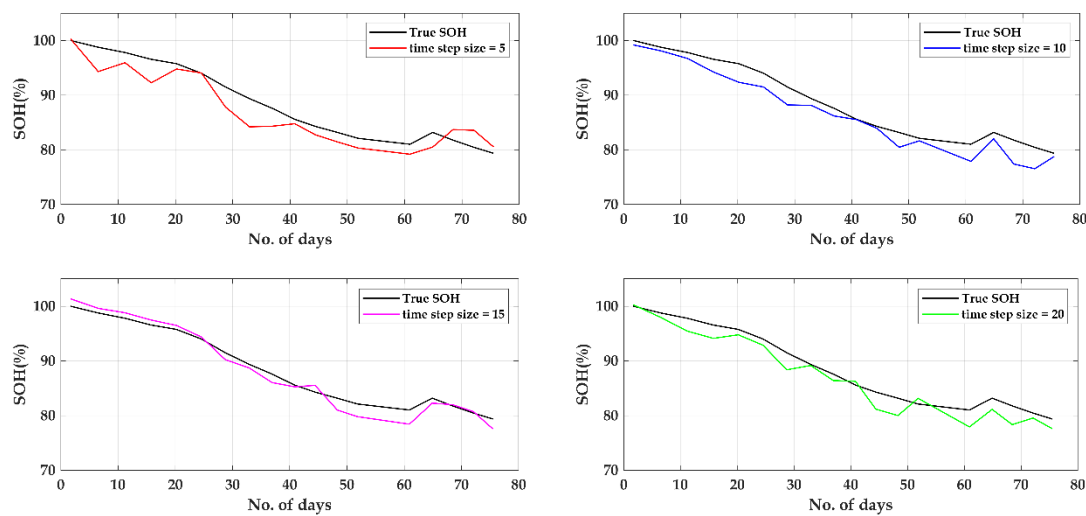 True SOH
time step size = 5
100
90
80
70
SOH(%)
0 10 20 30 40 50 60 70 80
No. of days
True SOH
time step size = 10
100
90
80
70
SOH(%)
0 10 20 30 40 50 60 70 80
No. of days
True SOH
time step size = 15
100
90
80
70
SOH(%)
0 10 20 30 40 50 60 70 80
No. of days
True SOH
time step size = 20
100
90
80
70
SOH(%)
0 10 20 30 40 50 60 70 80
No. of days